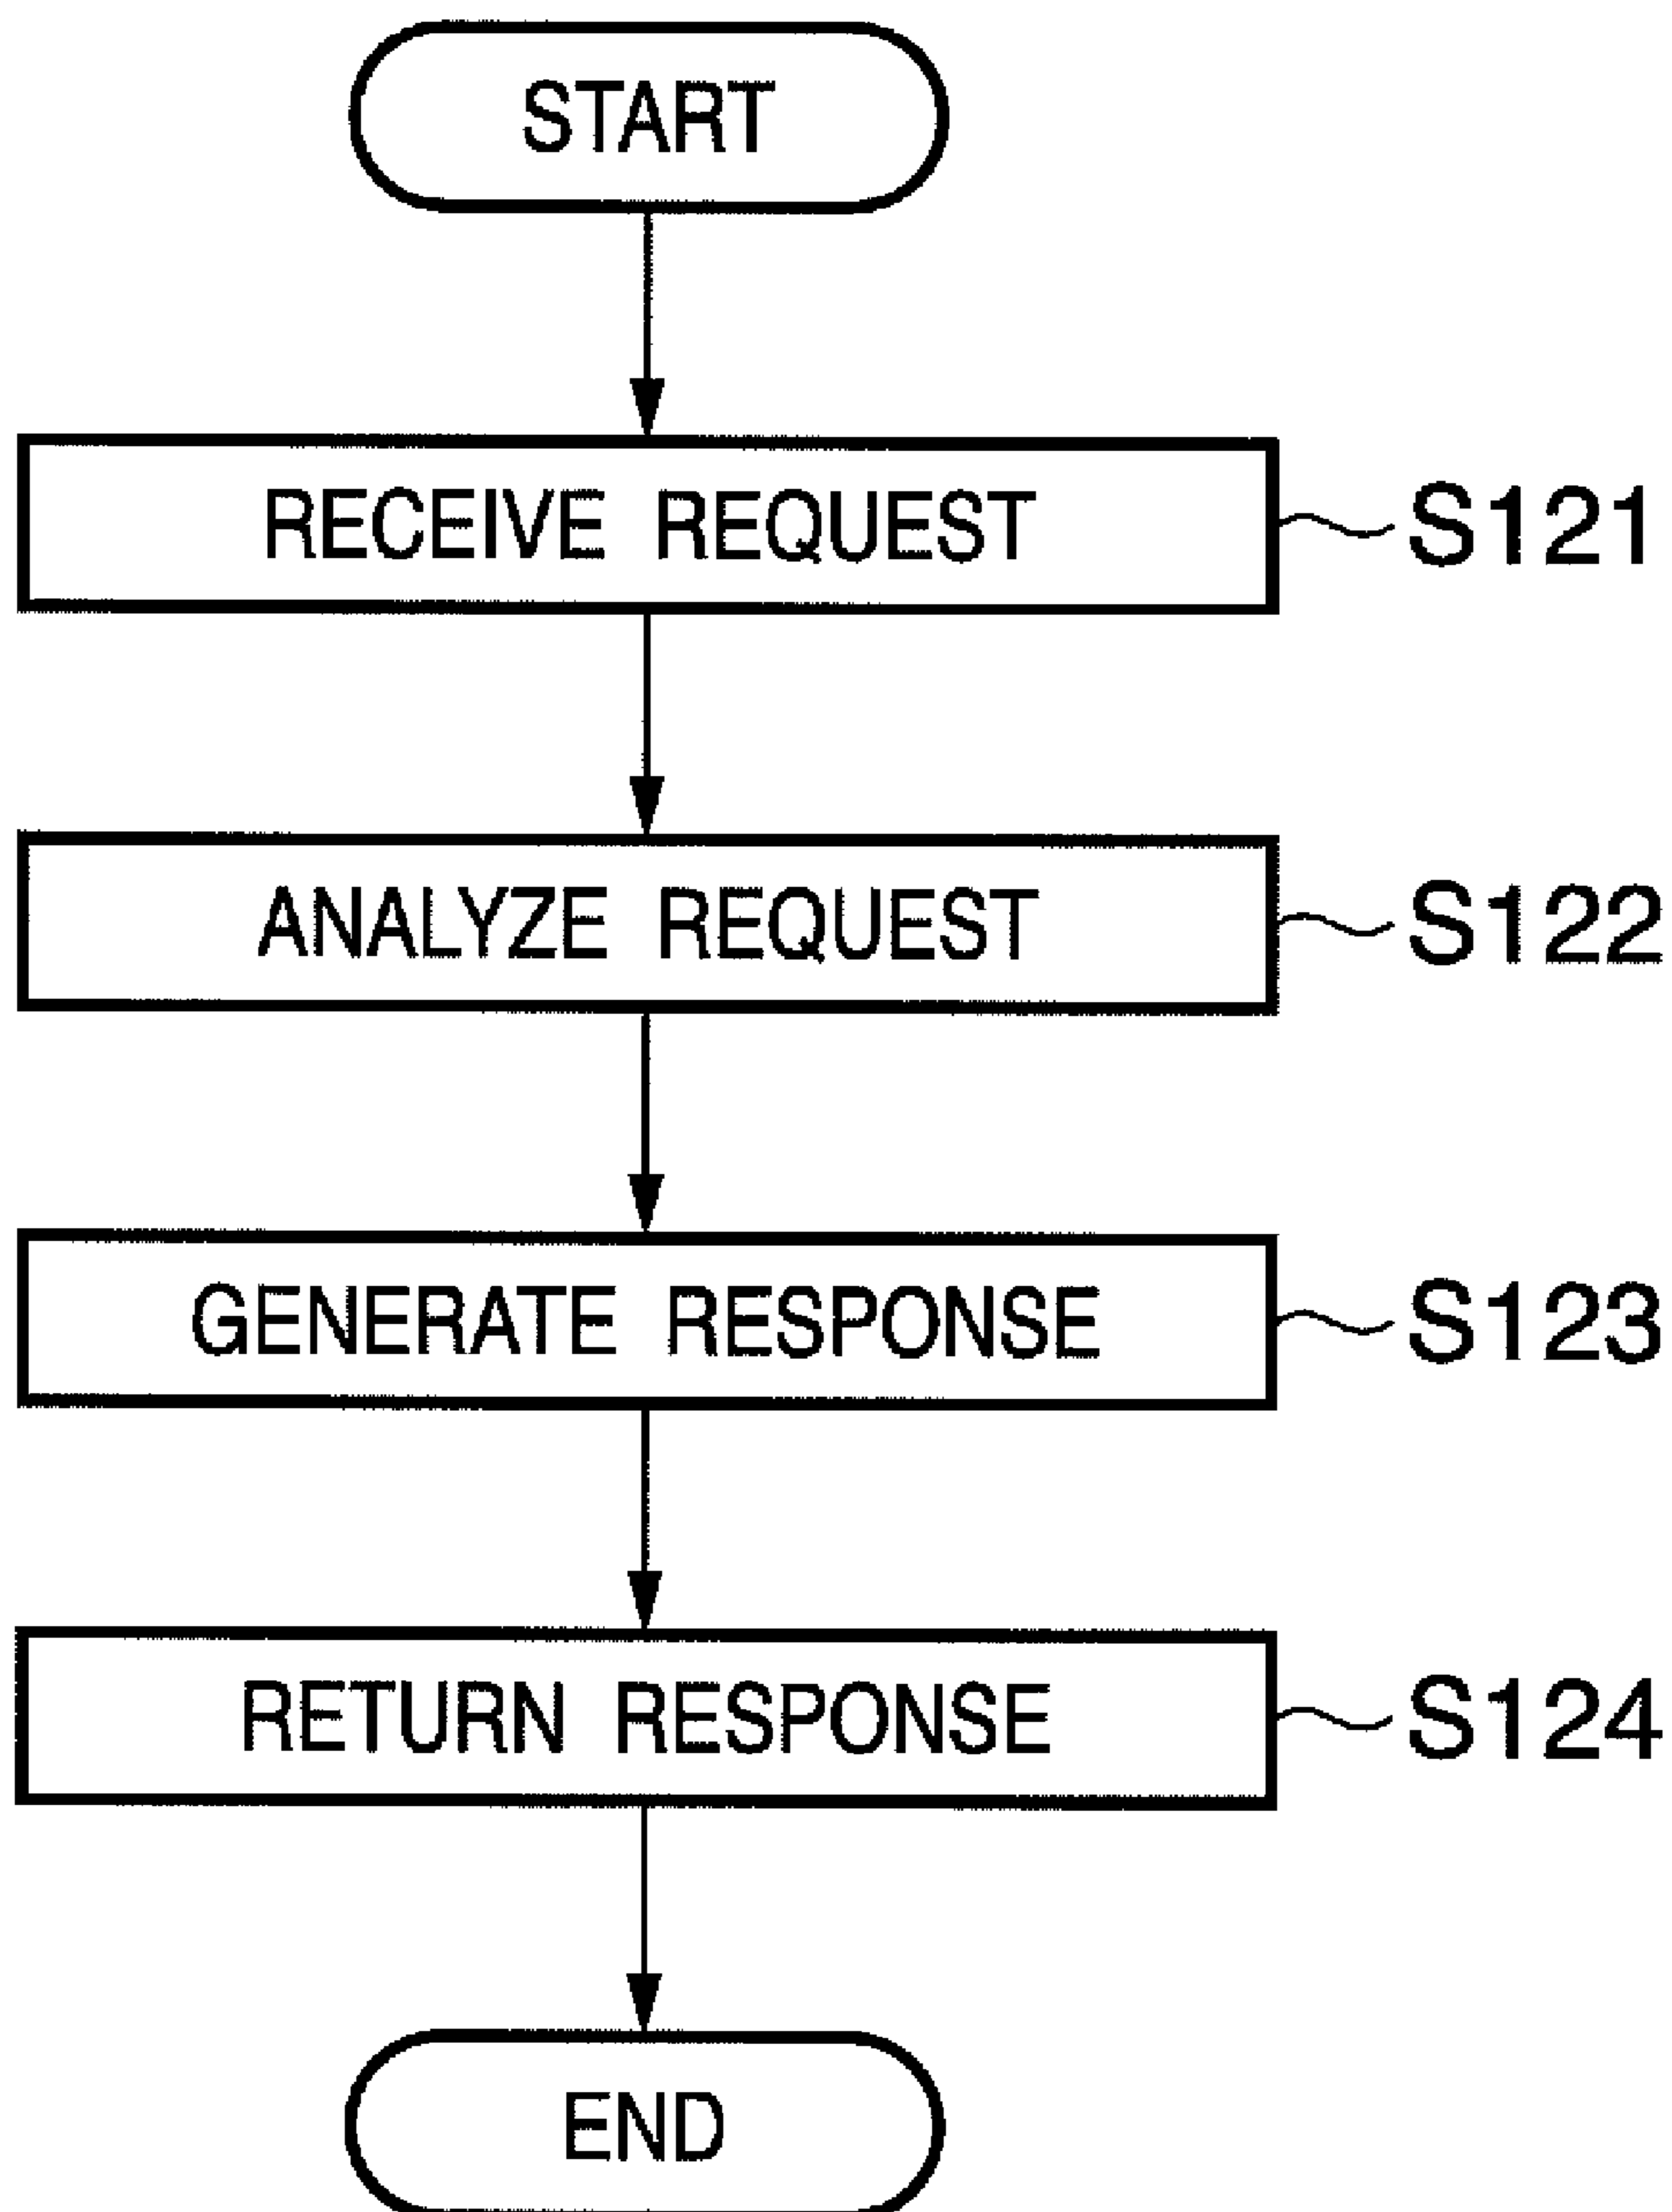 START
RECEIVE REQUEST S121
ANALYZE REQUEST S122
GENERATE RESPONSE S123
RETURN RESPONSE S124
END